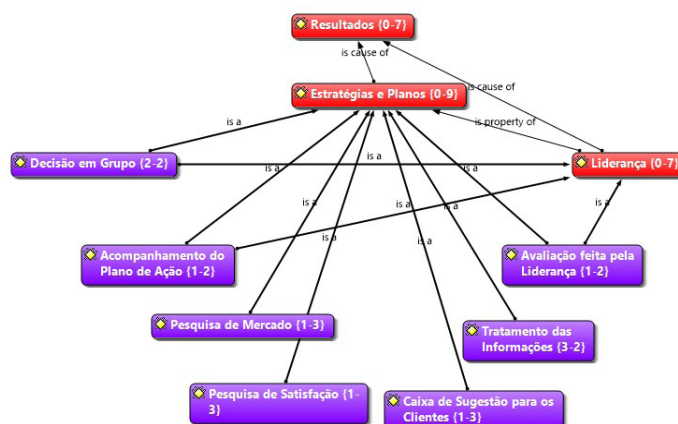 Resultados {0-7}
is cause of
Estratégias e Planos {0-9}
is cause of
is a
is property of
Decisão em Grupo {2-2}
is a
Liderança {0-7}
is a
is a
is a
is a
is a
is a
is a
Acompanhamento do
Plano de Ação {1-2}
is a
Avaliação feita pela
Liderança {1-2}
Pesquisa de Mercado {1-3}
Tratamento das
Informações {3-2}
Pesquisa de Satisfação {1-
3}
Caixa de Sugestão para os
Clientes {1-3}